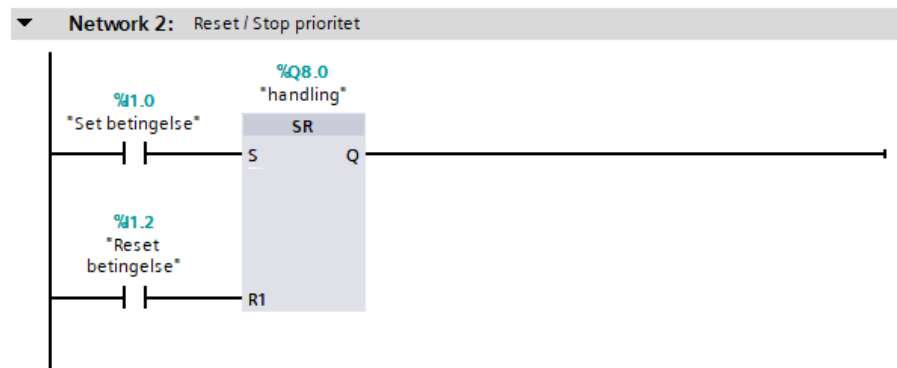 Network 2: Reset / Stop prioritet
%Q8.0
"handling"
%I1.0
"Set betingelse"
SR
S Q
%I1.2
"Reset
betingelse"
R1